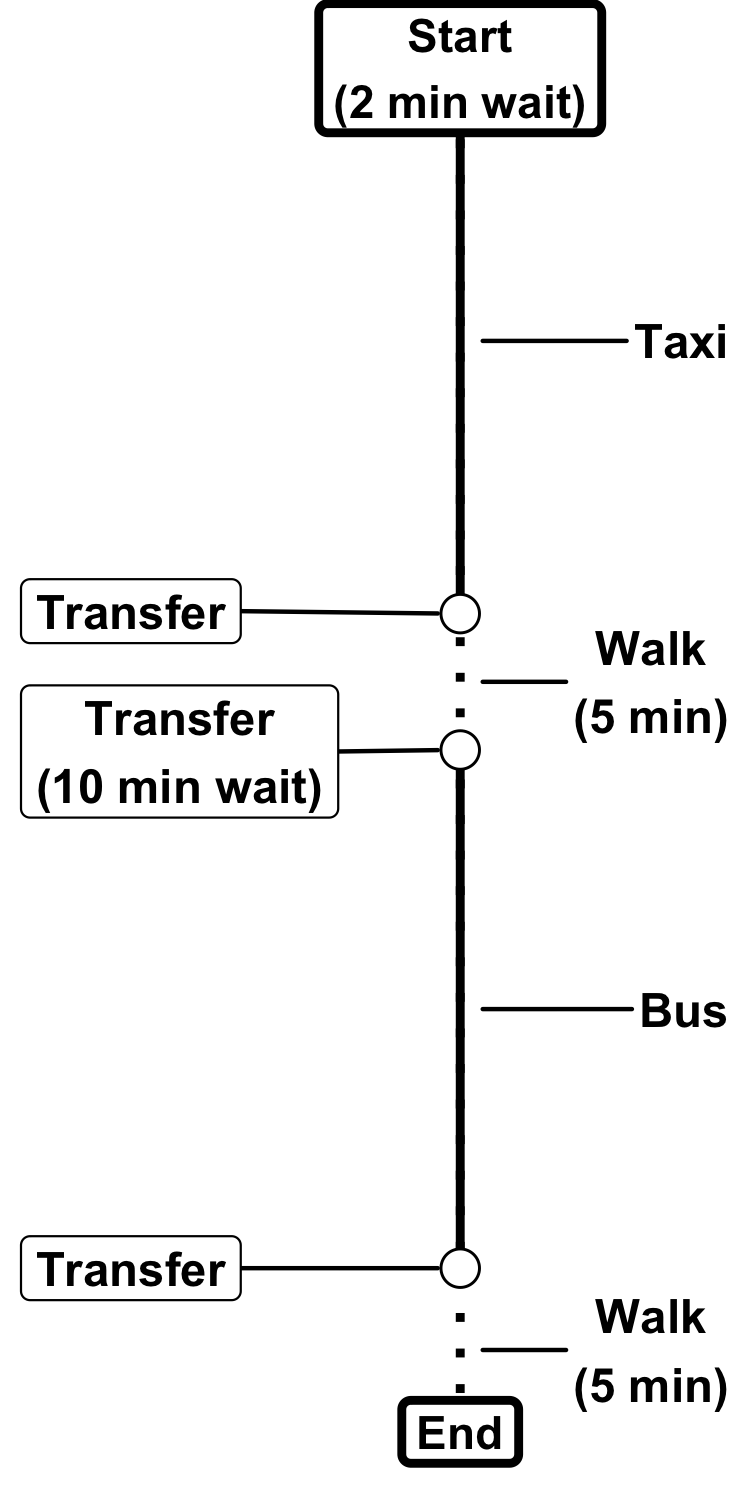 Start
(2 min wait)
Taxi
Transfer
Walk
(5 min)
Transfer
(10 min wait)
Bus
Transfer
Walk
(5 min)
End